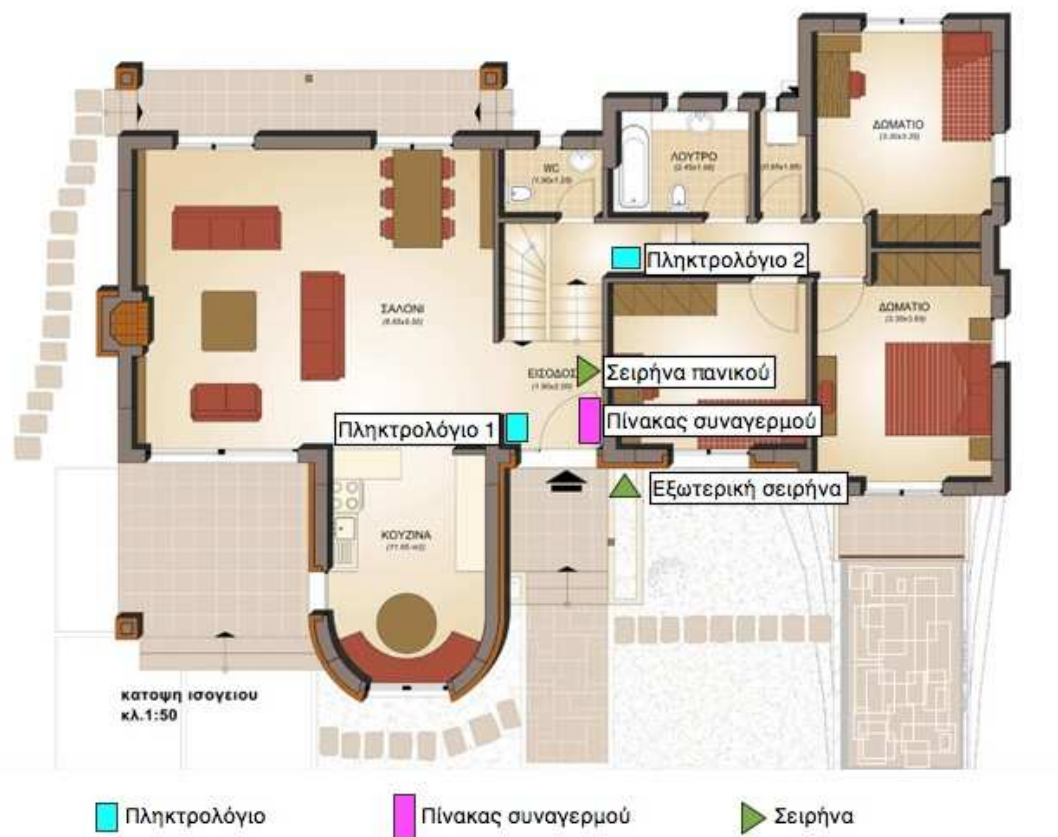 ΔΩΜΑΤΙΟ
WC
ΛΟΥΤΡΟ
Πληκτρολόγιο 2
ΣΑΛΟΝΙ
ΔΩΜΑΤΙΟ
ΕΙΣΟΔΟΣ
Σειρήνα πανικού
Πληκτρολόγιο 1
Πίνακας συναγερμού
Εξωτερική σειρήνα
ΚΟΥΖΙΝΑ
κατοψη ισογειου
κλ.1:50
Πληκτρολόγιο
Πίνακας συναγερμού
Σειρήνα